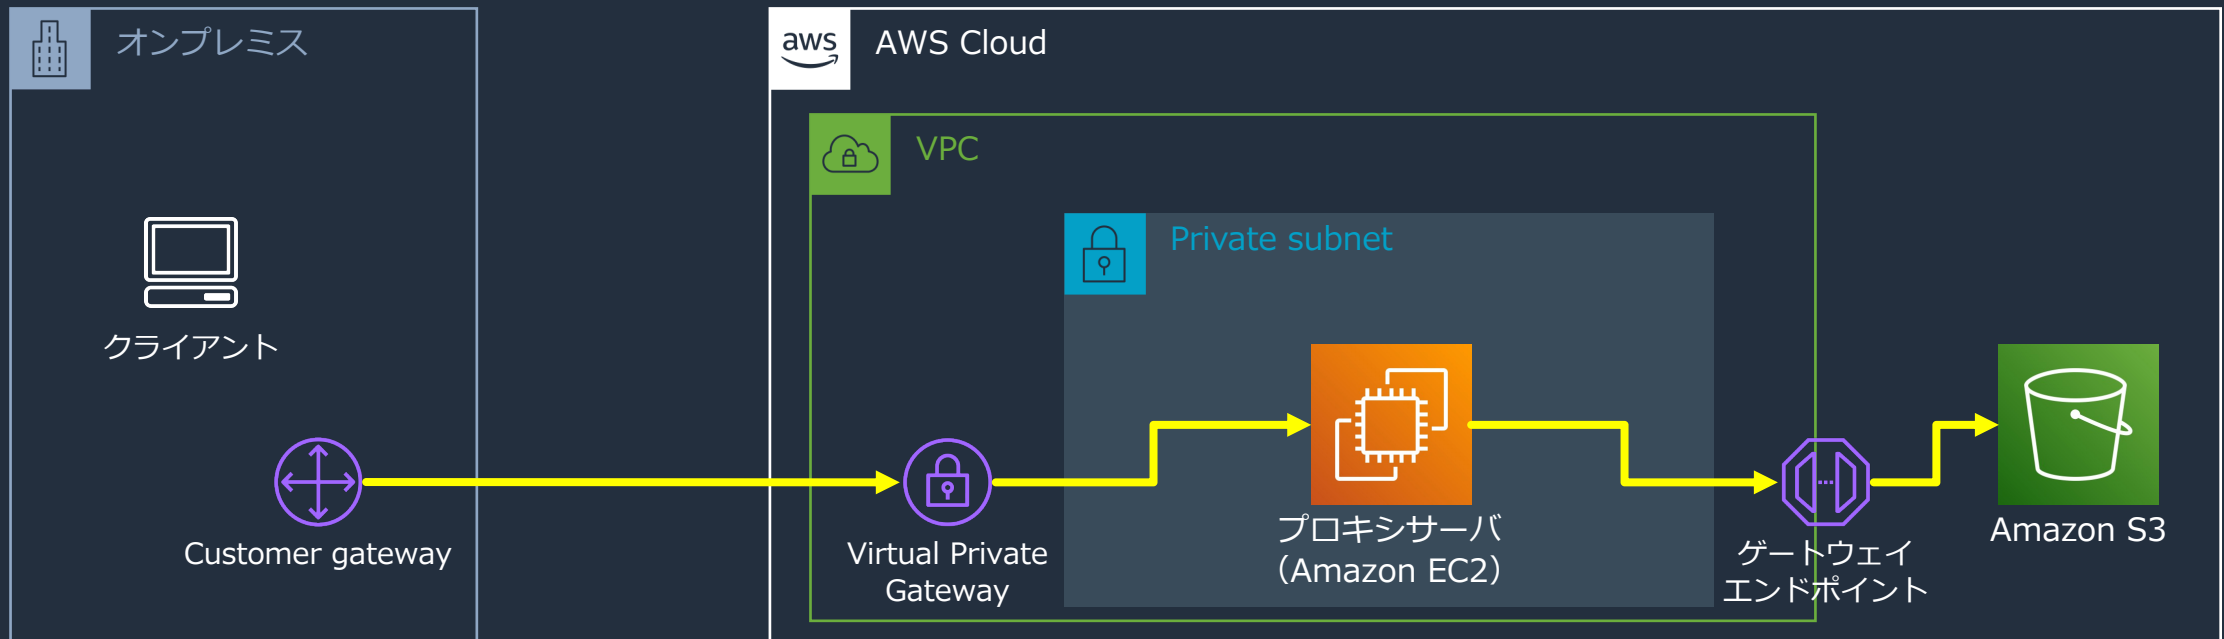 オンプレミス
aws
AWS Cloud
VPC
Private subnet
クライアント
Customer gateway
Virtual Private
Gateway
プロキシサーバ
（Amazon EC2）
ゲートウェイ
エンドポイント
Amazon S3